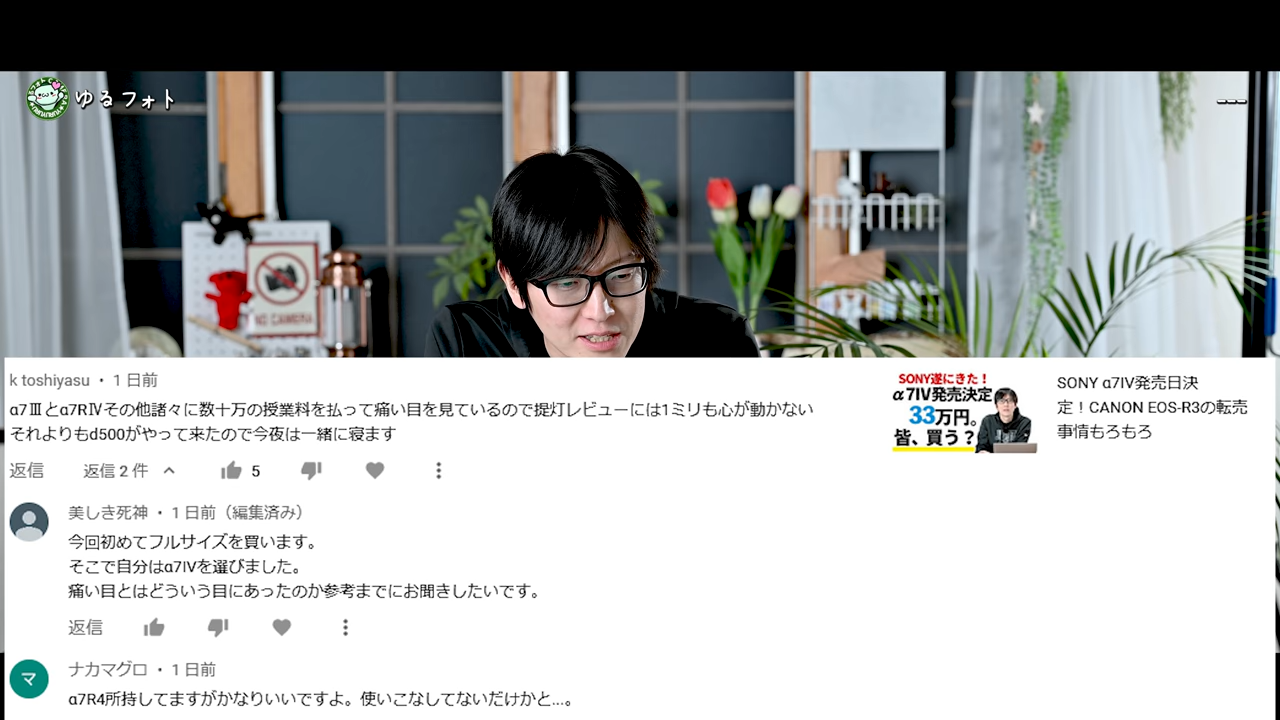 ゆるフォト
NO CAMERA
k toshiyasu ・ 1 日前
α7Ⅲとα7RⅣその他諸々に数十万の授業料を払って痛い目を見ているので提灯レビューには1ミリも心が動かない
それよりもd500がやって来たので今夜は一緒に寝ます
返信 返信 2 件 5
SONY遂にきた！
α7IV発売決定
33万円。
皆、買う？
SONY α7IV発売日決
定！CANON EOS-R3の転売
事情もろもろ
美しき死神 ・ 1 日前（編集済み）
今回初めてフルサイズを買います。
そこで自分はα7IVを選びました。
痛い目とはどういう目にあったのか参考までにお聞きしたいです。
返信
マ
ナカマグロ ・ 1 日前
α7R4所持してますがかなりいいですよ。使いこなしてないだけかと...。